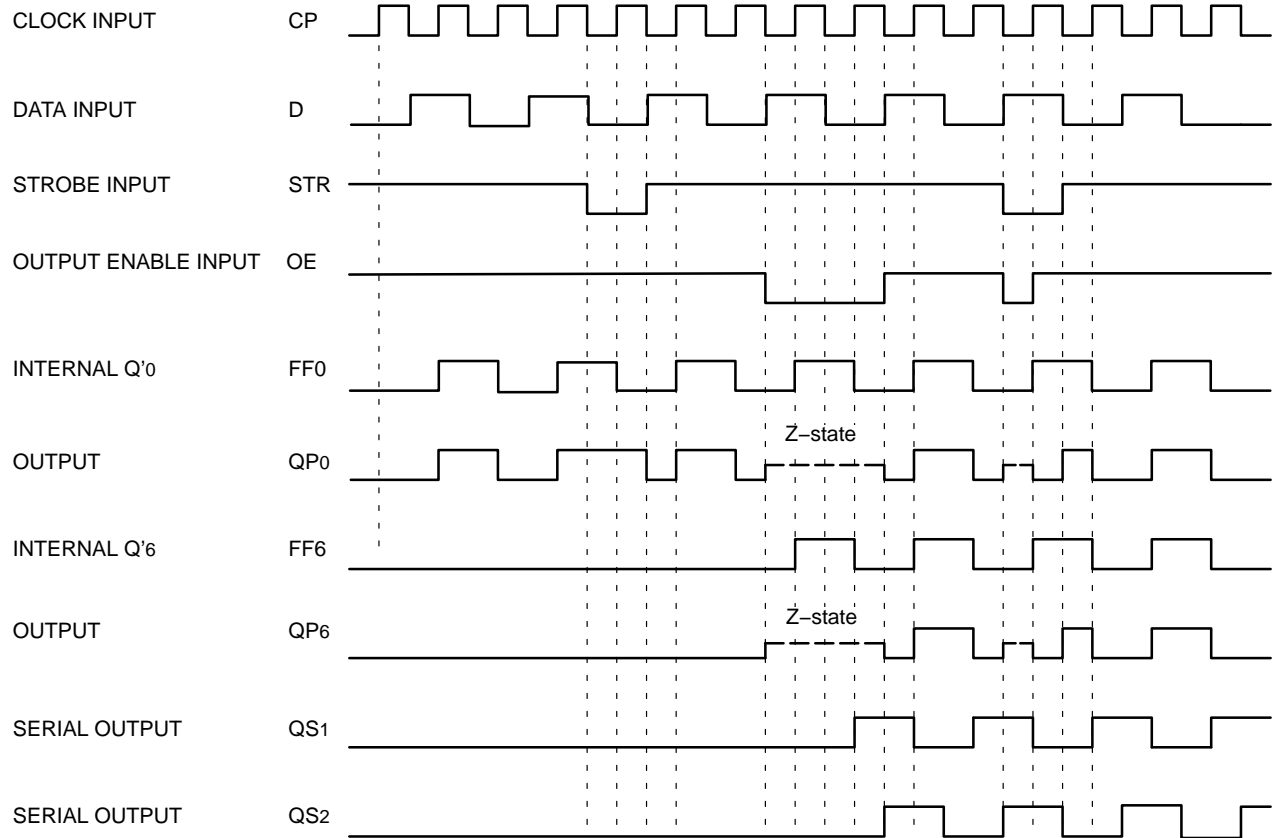 CLOCK INPUT CP
DATA INPUT D
STROBE INPUT STR
OUTPUT ENABLE INPUT OE
INTERNAL Q’0 FF0
Z−state
OUTPUT QP0
INTERNAL Q’6 FF6
Z−state
OUTPUT QP6
SERIAL OUTPUT QS1
SERIAL OUTPUT QS2